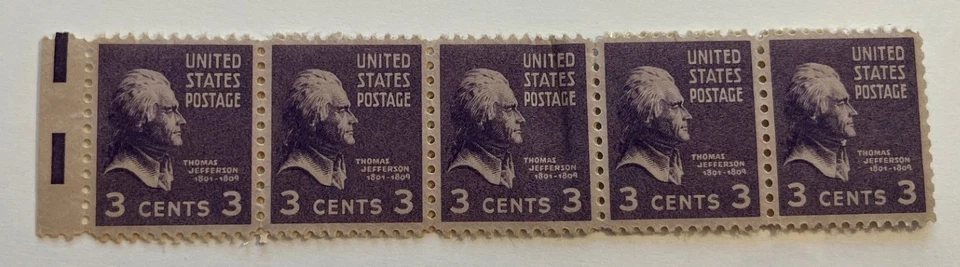 UNITED
STATES
POSTAGE
THOMAS
JEFFERSON
1801-1809
3 CENTS 3
UNITED
STATES
POSTAGE
THOMAS
JEFFERSON
1801-1809
3 CENTS 3
UNITED
STATES
POSTAGE
THOMAS
JEFFERSON
1801-1809
3 CENTS 3
UNITED
STATES
POSTAGE
THOMAS
JEFFERSON
1801-1809
3 CENTS 3
UNITED
STATES
POSTAGE
THOMAS
JEFFERSON
1801-1809
3 CENTS 3